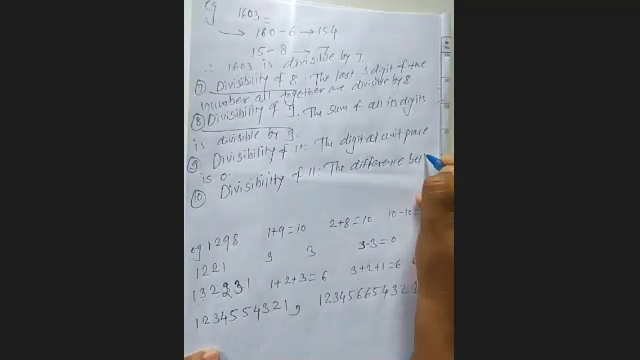 eg 1603 =
→ 160-6 → 154
15-8 → 7
∴ 1603 is divisible by 7
⑦ Divisibility of 8: The last 3 digit of the
number all together are divisible by 8
⑧ Divisibility of 9: The sum of all its digits
is divisible by 9.
⑨ Divisibility of 10: The digit at unit place
is 0.
⑩ Divisibility of 11: The difference bet
eg 1298 1+9=10 2+8=10 10-10=
1221 3 3 3-3=0
132231 1+2+3=6 3+2+1=6 6
1234554321, 123456654321